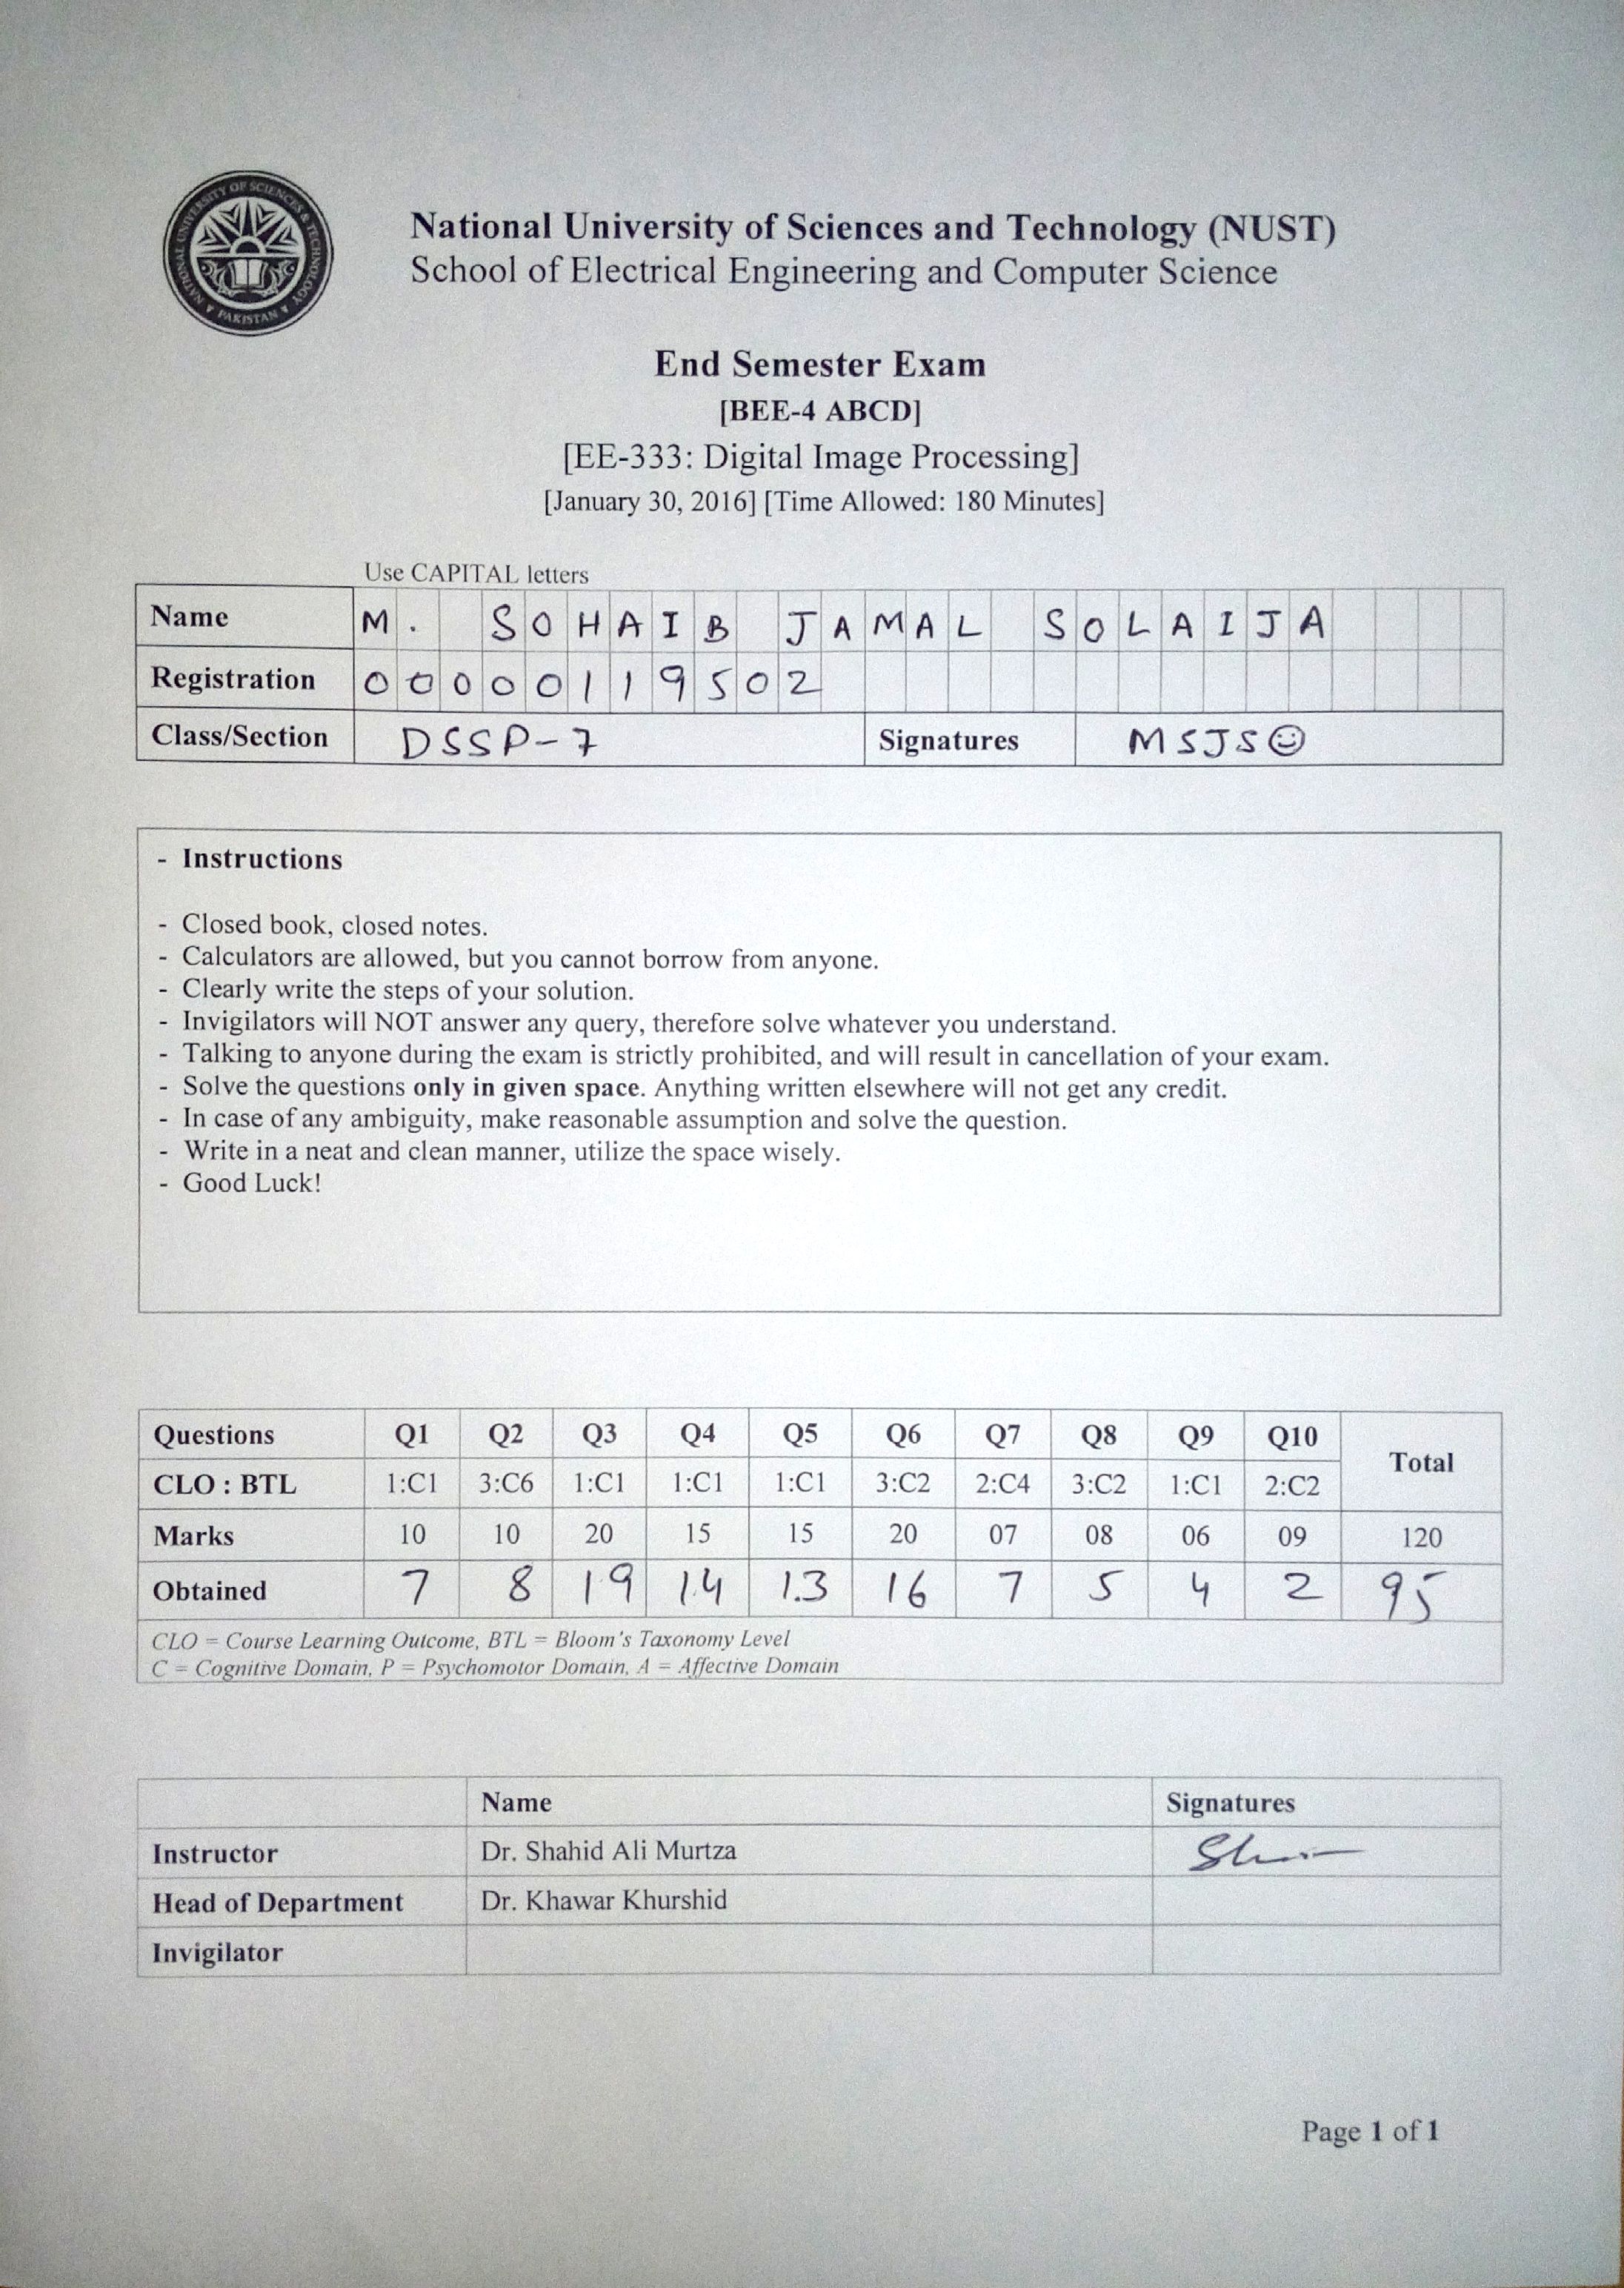 NATIONAL UNIVERSITY OF SCIENCES & TECHNOLOGY
PAKISTAN
National University of Sciences and Technology (NUST)
School of Electrical Engineering and Computer Science
End Semester Exam
[BEE-4 ABCD]
[EE-333: Digital Image Processing]
[January 30, 2016] [Time Allowed: 180 Minutes]
Use CAPITAL letters
Name M. SOHAIB JAMAL SOLAIJA
Registration 00000119502
Class/Section DSSP-7 Signatures MSJS☺
- Instructions
- Closed book, closed notes.
- Calculators are allowed, but you cannot borrow from anyone.
- Clearly write the steps of your solution.
- Invigilators will NOT answer any query, therefore solve whatever you understand.
- Talking to anyone during the exam is strictly prohibited, and will result in cancellation of your exam.
- Solve the questions only in given space. Anything written elsewhere will not get any credit.
- In case of any ambiguity, make reasonable assumption and solve the question.
- Write in a neat and clean manner, utilize the space wisely.
- Good Luck!
Questions Q1 Q2 Q3 Q4 Q5 Q6 Q7 Q8 Q9 Q10 Total
CLO : BTL 1:C1 3:C6 1:C1 1:C1 1:C1 3:C2 2:C4 3:C2 1:C1 2:C2
Marks 10 10 20 15 15 20 07 08 06 09 120
Obtained 7 8 19 14 13 16 7 5 4 2 95
CLO = Course Learning Outcome, BTL = Bloom's Taxonomy Level
C = Cognitive Domain, P = Psychomotor Domain, A = Affective Domain
Name Signatures
Instructor Dr. Shahid Ali Murtza
Head of Department Dr. Khawar Khurshid
Invigilator
Page 1 of 1